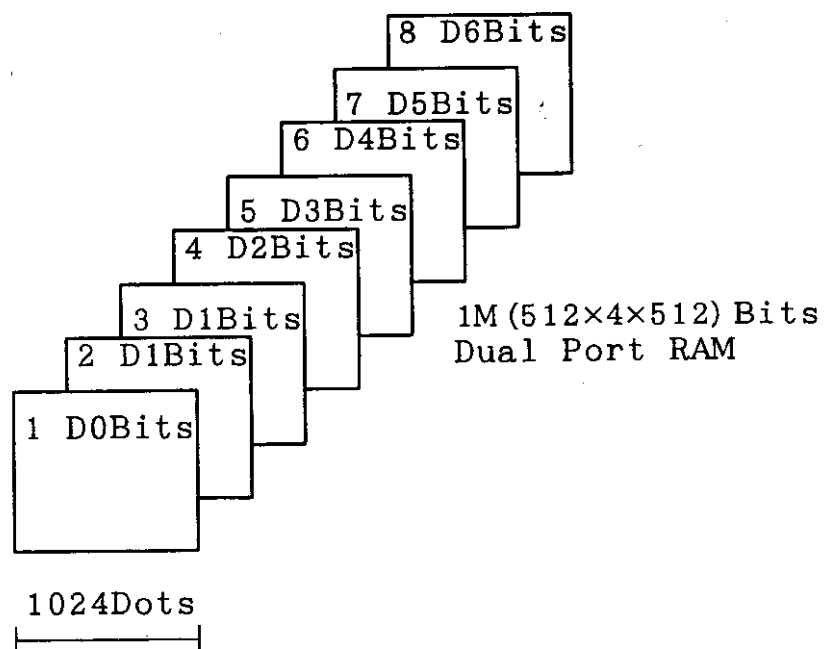 8 D6Bits
7 D5Bits
6 D4Bits
5 D3Bits
4 D2Bits
3 D1Bits
2 D1Bits
1 D0Bits
1M(512×4×512)Bits
Dual Port RAM
1024Dots